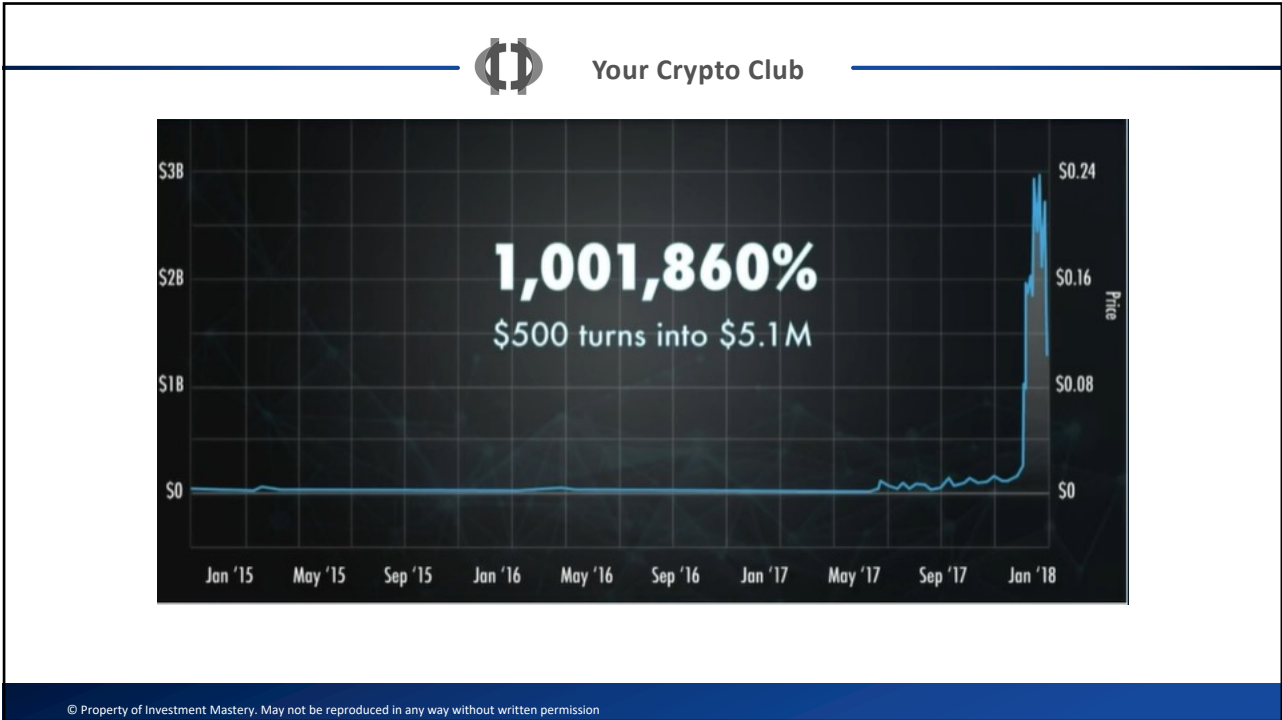 Your Crypto Club
$3B
$0.24
1,001,860%
$2B
$0.16
Price
$500 turns into $5.1M
$1B
$0.08
$0
$0
Jan '15 May '15 Sep '15 Jan '16 May '16 Sep '16 Jan '17 May '17 Sep '17 Jan '18
© Property of Investment Mastery. May not be reproduced in any way without written permission